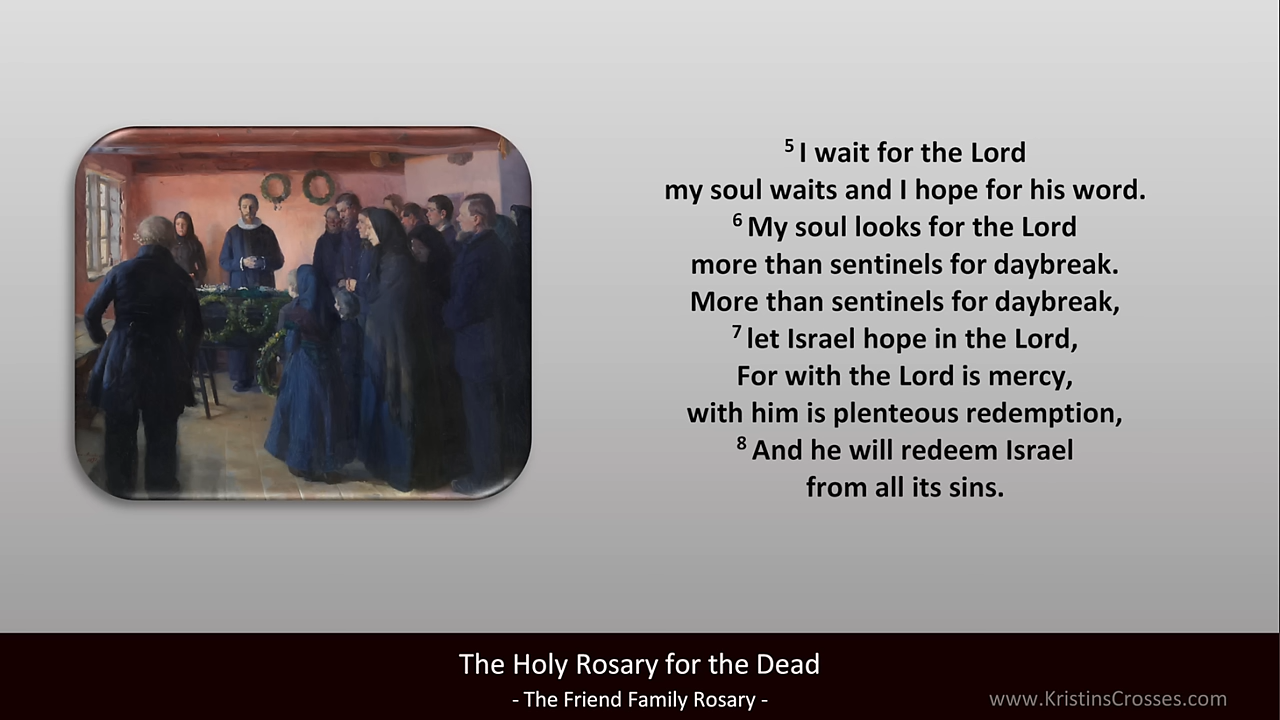 ⁵ I wait for the Lord
my soul waits and I hope for his word.
⁶ My soul looks for the Lord
more than sentinels for daybreak.
More than sentinels for daybreak,
⁷ let Israel hope in the Lord,
For with the Lord is mercy,
with him is plenteous redemption,
⁸ And he will redeem Israel
from all its sins.
The Holy Rosary for the Dead
- The Friend Family Rosary -
www.KristinsCrosses.com